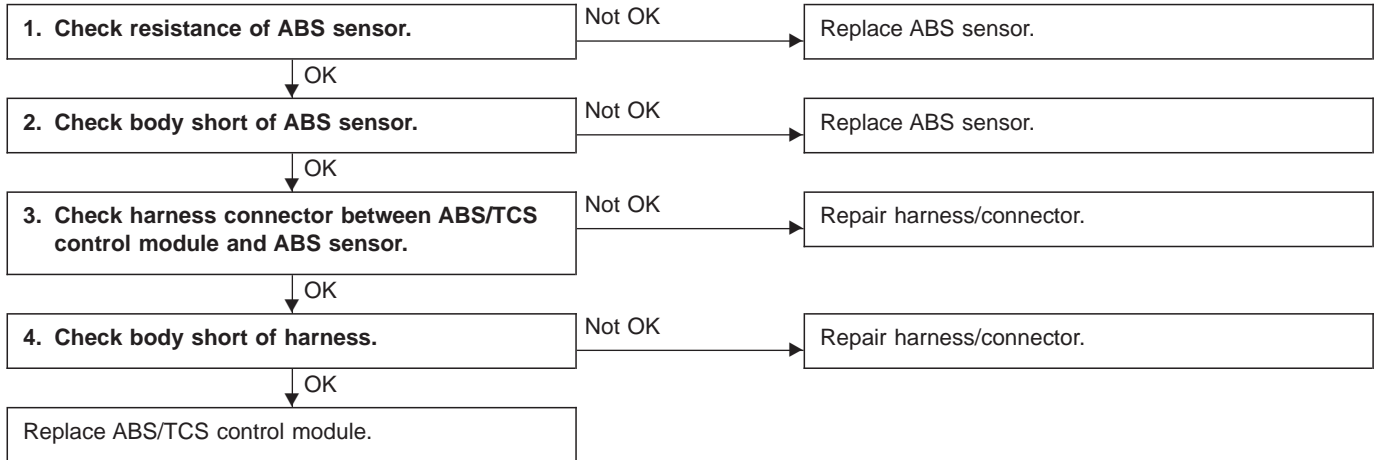 1. Check resistance of ABS sensor.
Not OK
Replace ABS sensor.
OK
2. Check body short of ABS sensor.
Not OK
Replace ABS sensor.
OK
3. Check harness connector between ABS/TCS
control module and ABS sensor.
Not OK
Repair harness/connector.
OK
4. Check body short of harness.
Not OK
Repair harness/connector.
OK
Replace ABS/TCS control module.